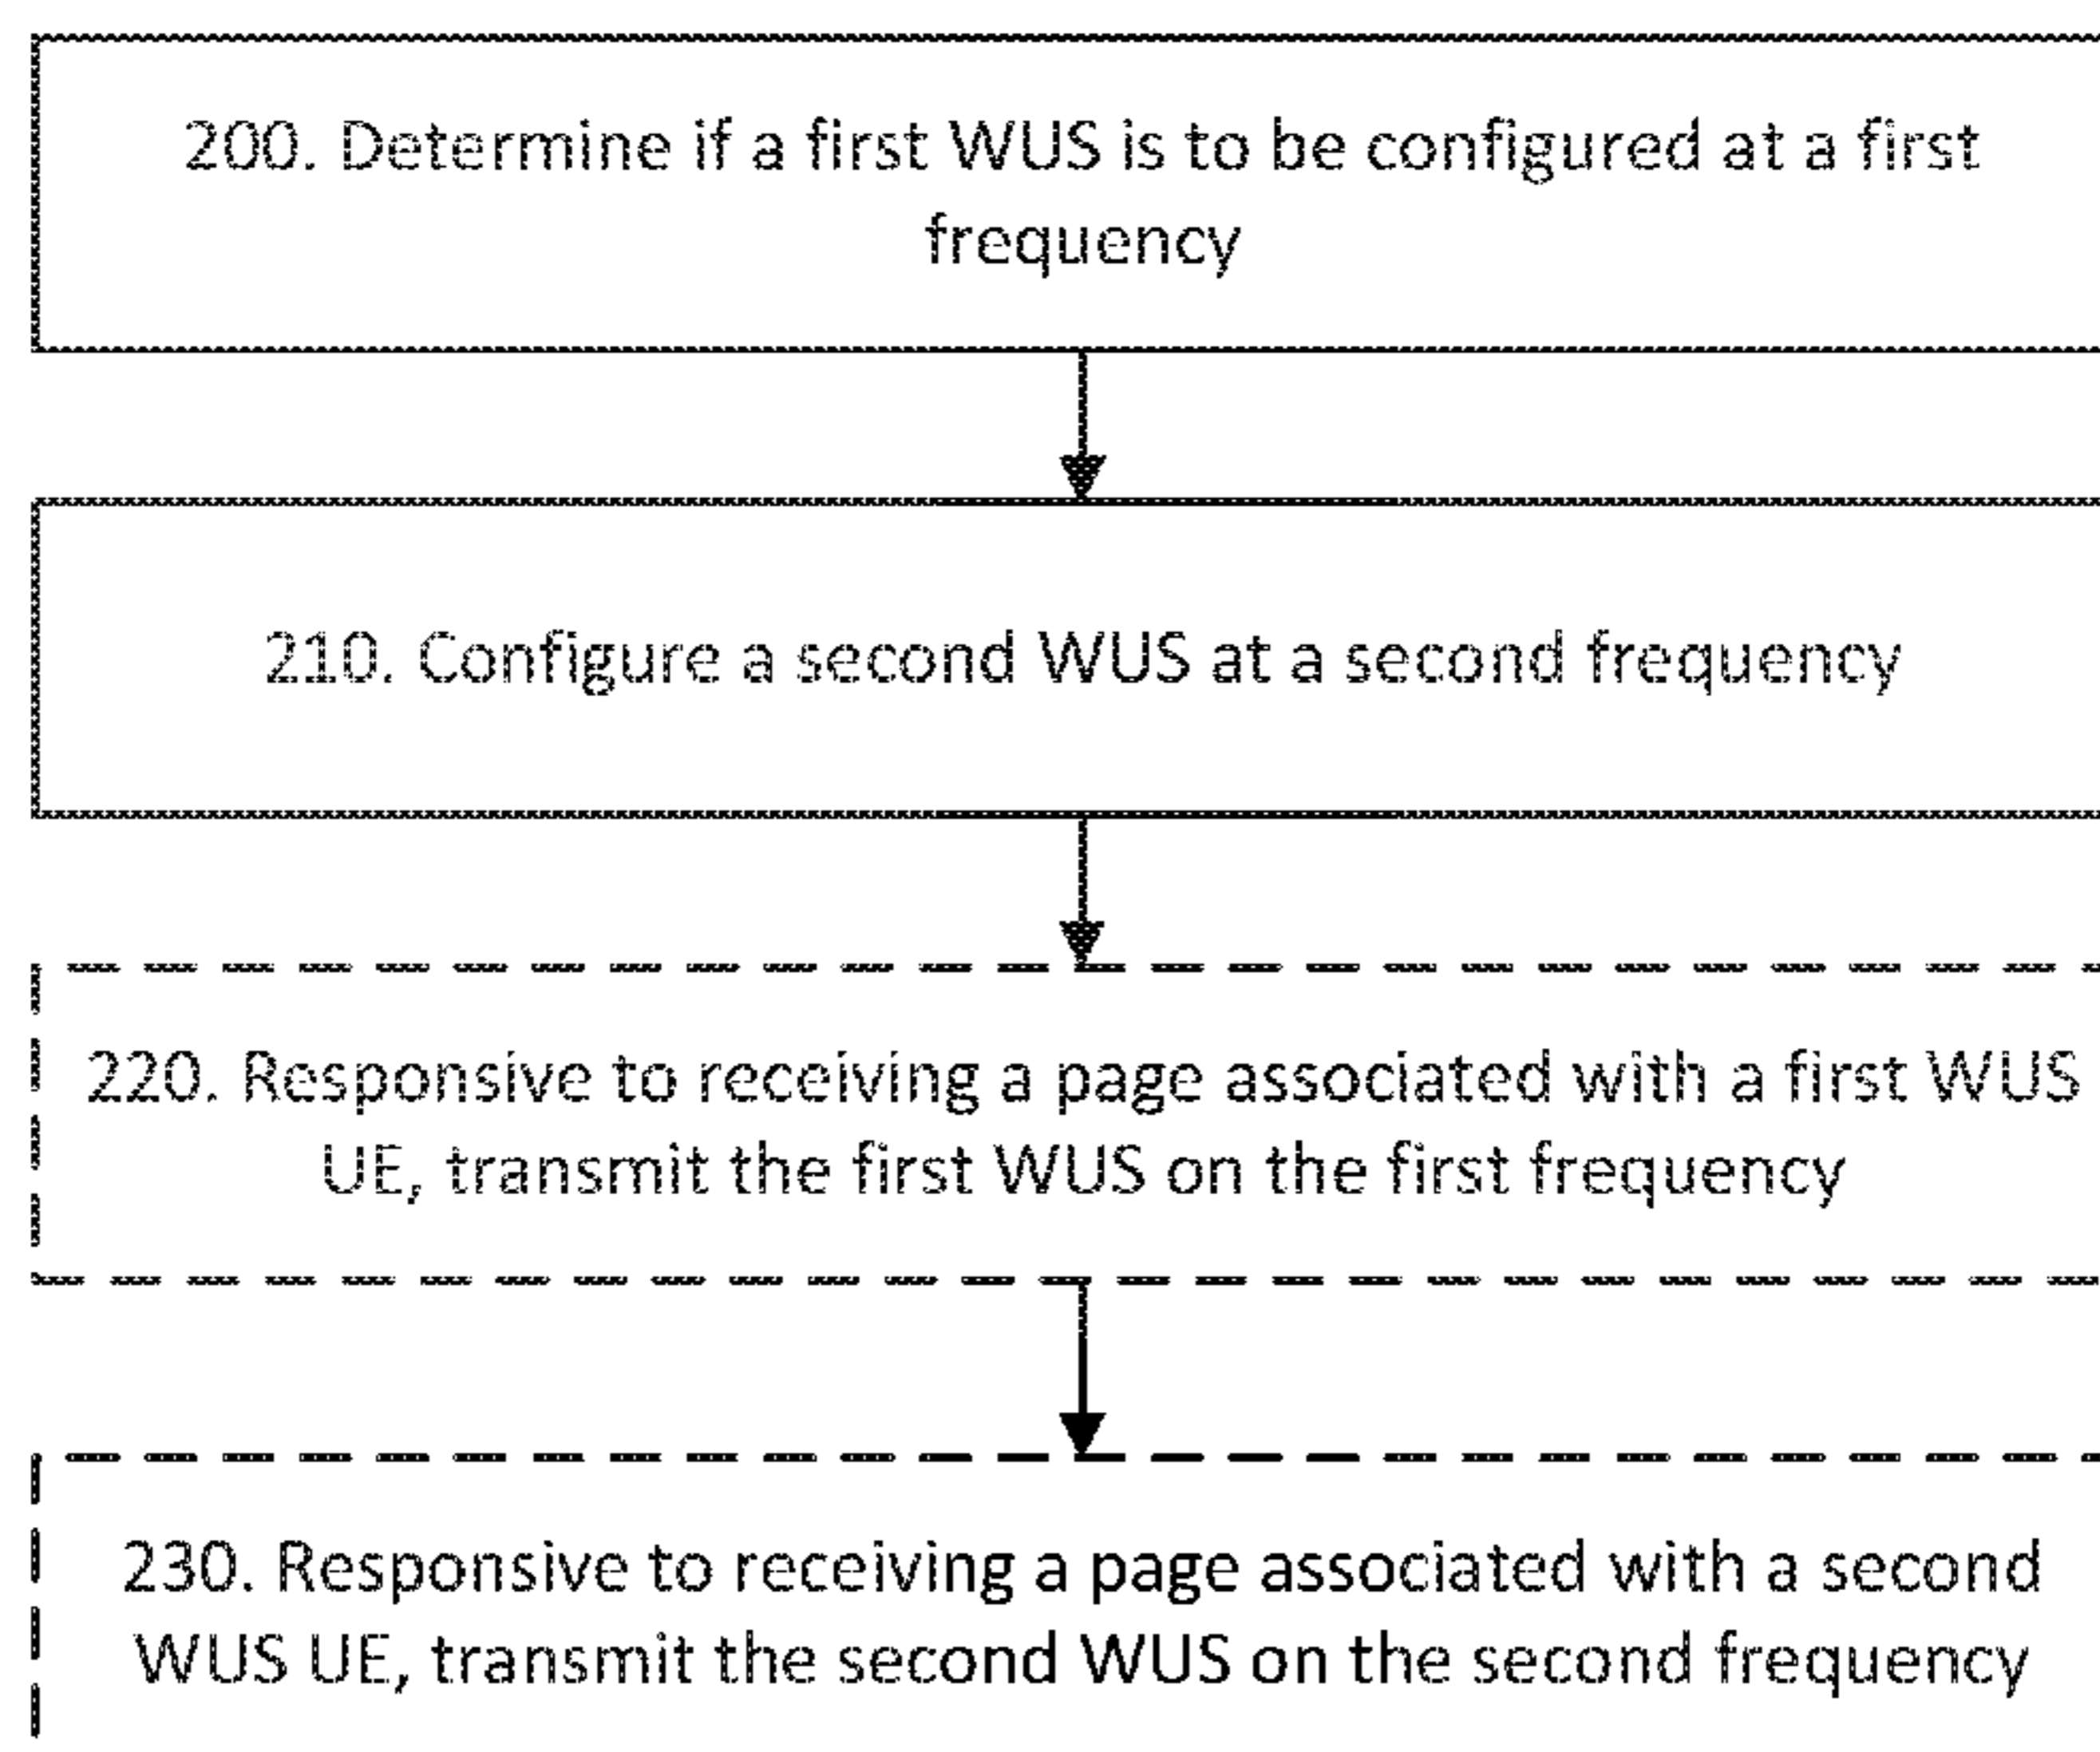 200. Determine if a first WUS is to be configured at a first
frequency
210. Configure a second WUS at a second frequency
220. Responsive to receiving a page associated with a first WUS
UE, transmit the first WUS on the first frequency
230. Responsive to receiving a page associated with a second
WUS UE, transmit the second WUS on the second frequency